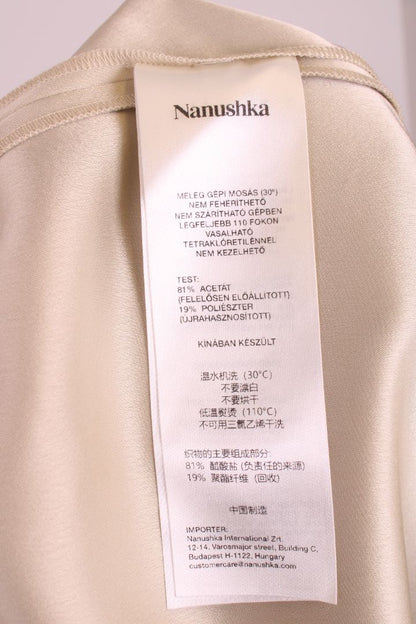 Nanushka
MELEG GÉPI MOSÁS (30°)
NEM FEHÉRÍTHETŐ
NEM SZÁRÍTHATÓ GÉPBEN
LEGFELJEBB 110 FOKON
VASALHATÓ
TETRAKLÓRETILÉNNEL
NEM KEZELHETŐ
TEST:
81% ACETÁT
(FELELŐSEN ELŐÁLLÍTOTT)
19% POLIÉSZTER
(ÚJRAHASZNOSÍTOTT)
KÍNÁBAN KÉSZÜLT
温水机洗 (30°C)
不要漂白
不要烘干
低温熨烫 (110°C)
不可用三氯乙烯干洗
织物的主要组成部分:
81% 醋酸盐 (负责任的来源)
19% 聚酯纤维 (回收)
中国制造
IMPORTER:
Nanushka International Zrt.
12-14, Varosmajor street, Building C,
Budapest H-1122, Hungary
customercare@nanushka.com